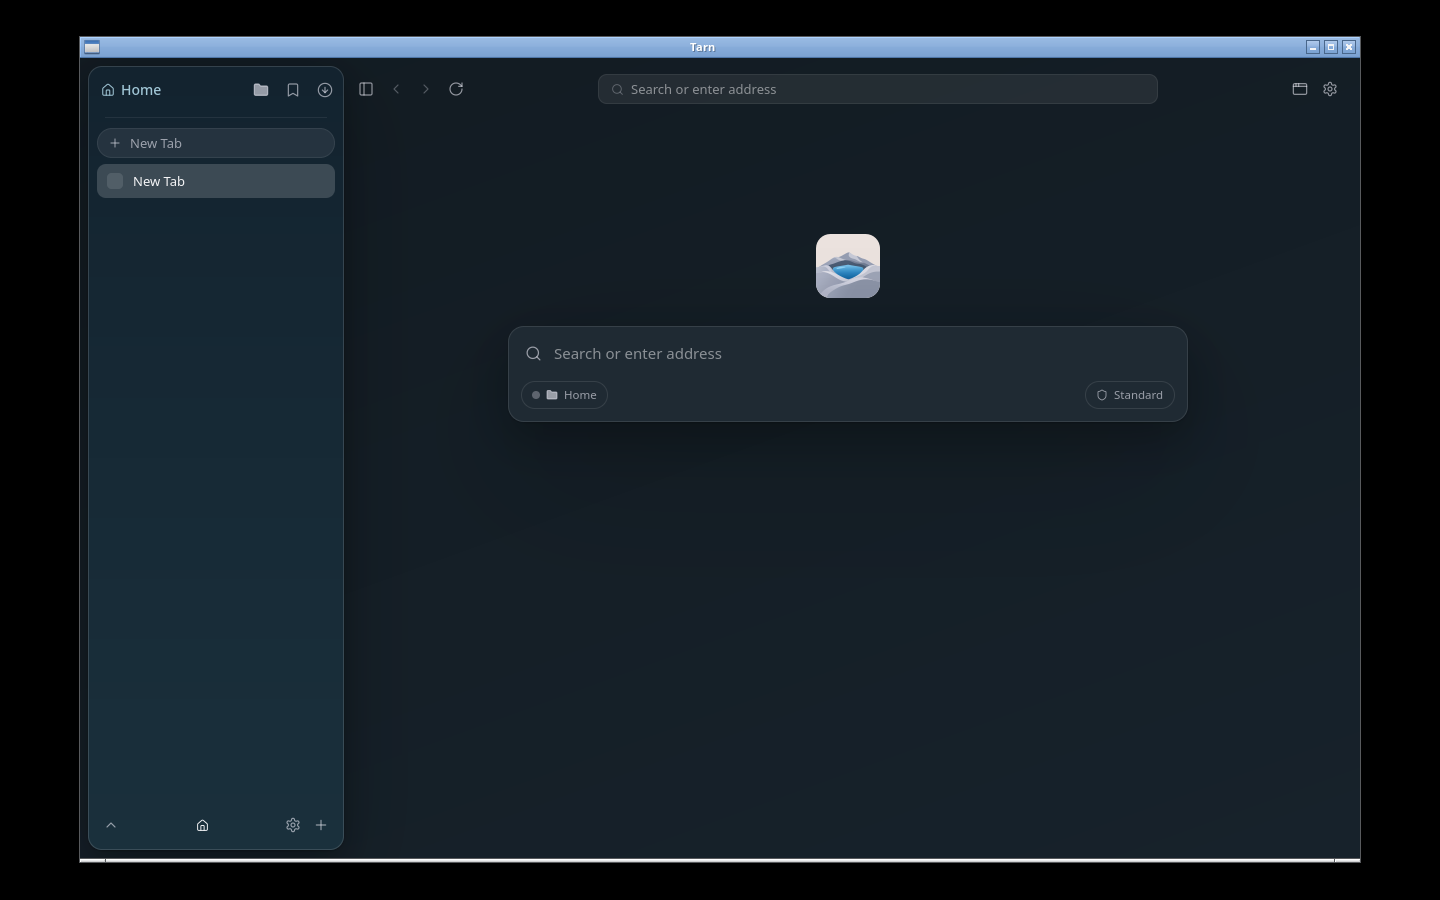 Tarn
Home
Search or enter address
New Tab
New Tab
Search or enter address
Home
Standard